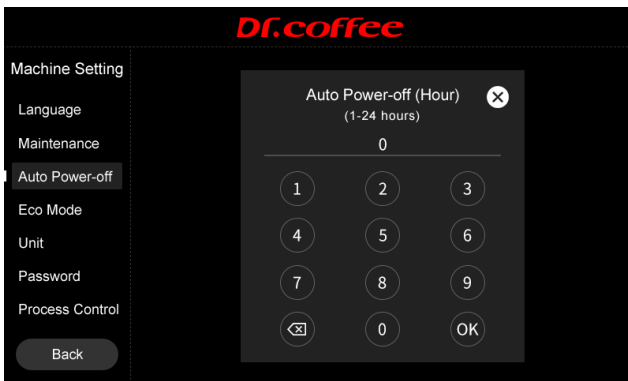 Dr.coffee
Machine Setting
Language
Maintenance
Auto Power-off
Eco Mode
Unit
Password
Process Control
Back
Auto Power-off (Hour)
(1-24 hours)
0
1 2 3
4 5 6
7 8 9
0 OK